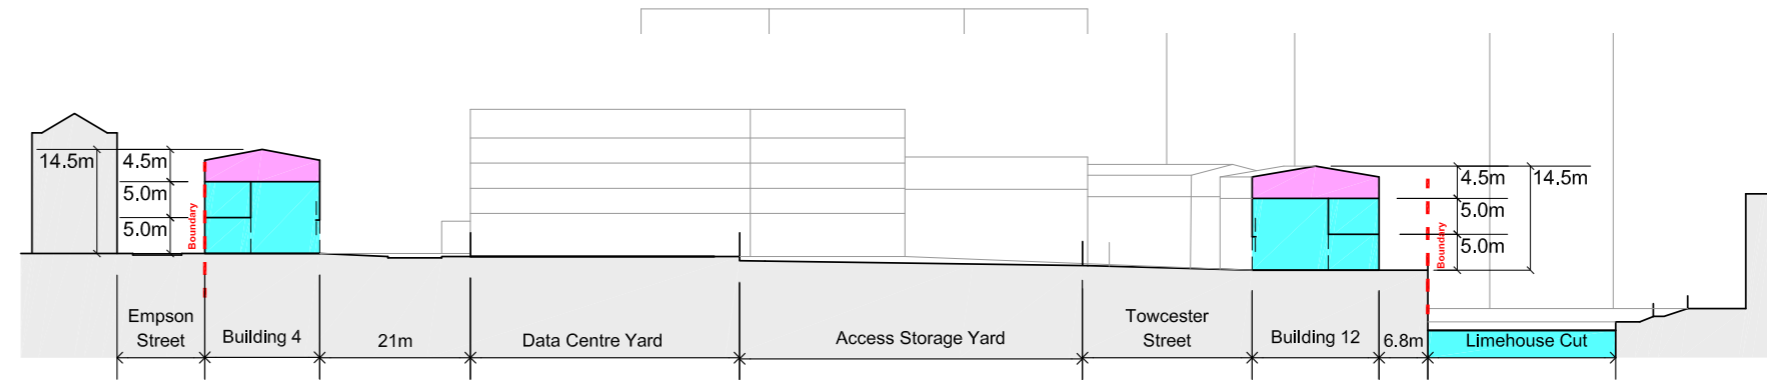 14.5m
4.5m
5.0m
5.0m
Boundary
4.5m
14.5m
5.0m
5.0m
Boundary
Empson
Street
Building 4
21m
Data Centre Yard
Access Storage Yard
Towcester
Street
Building 12
6.8m
Limehouse Cut